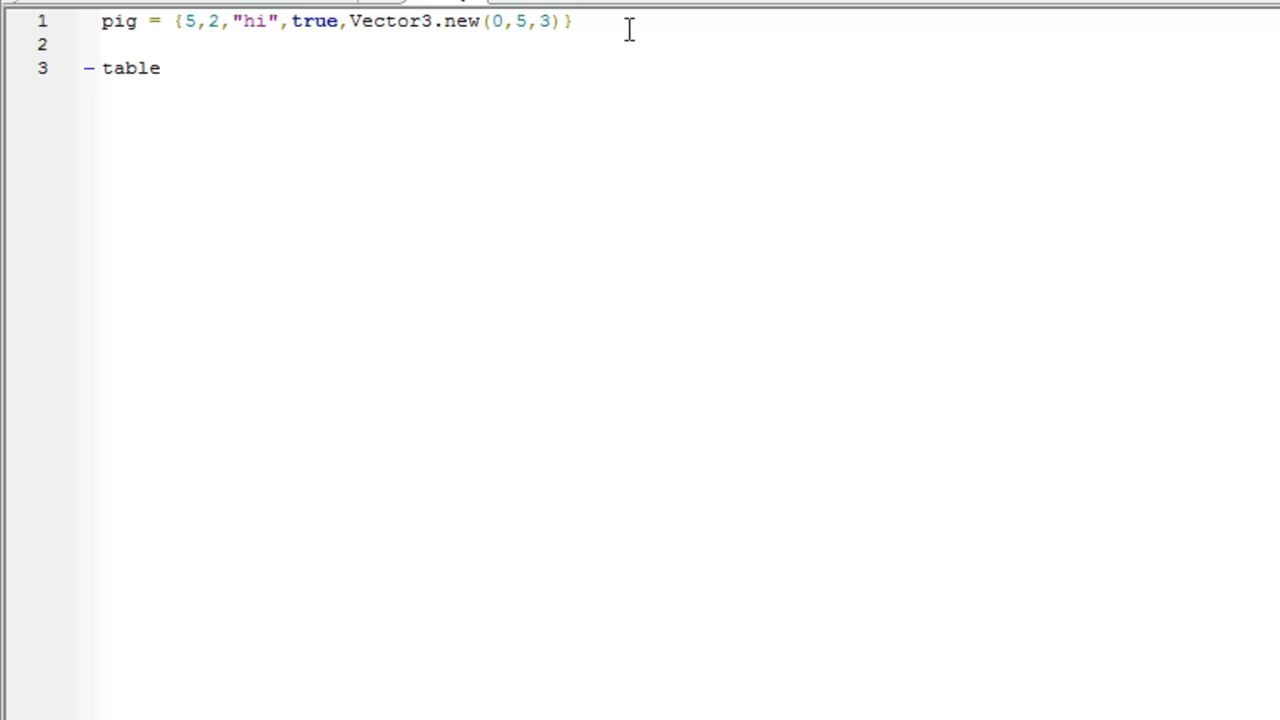 1 pig = {5,2,"hi",true,Vector3.new(0,5,3)}
2
3 table